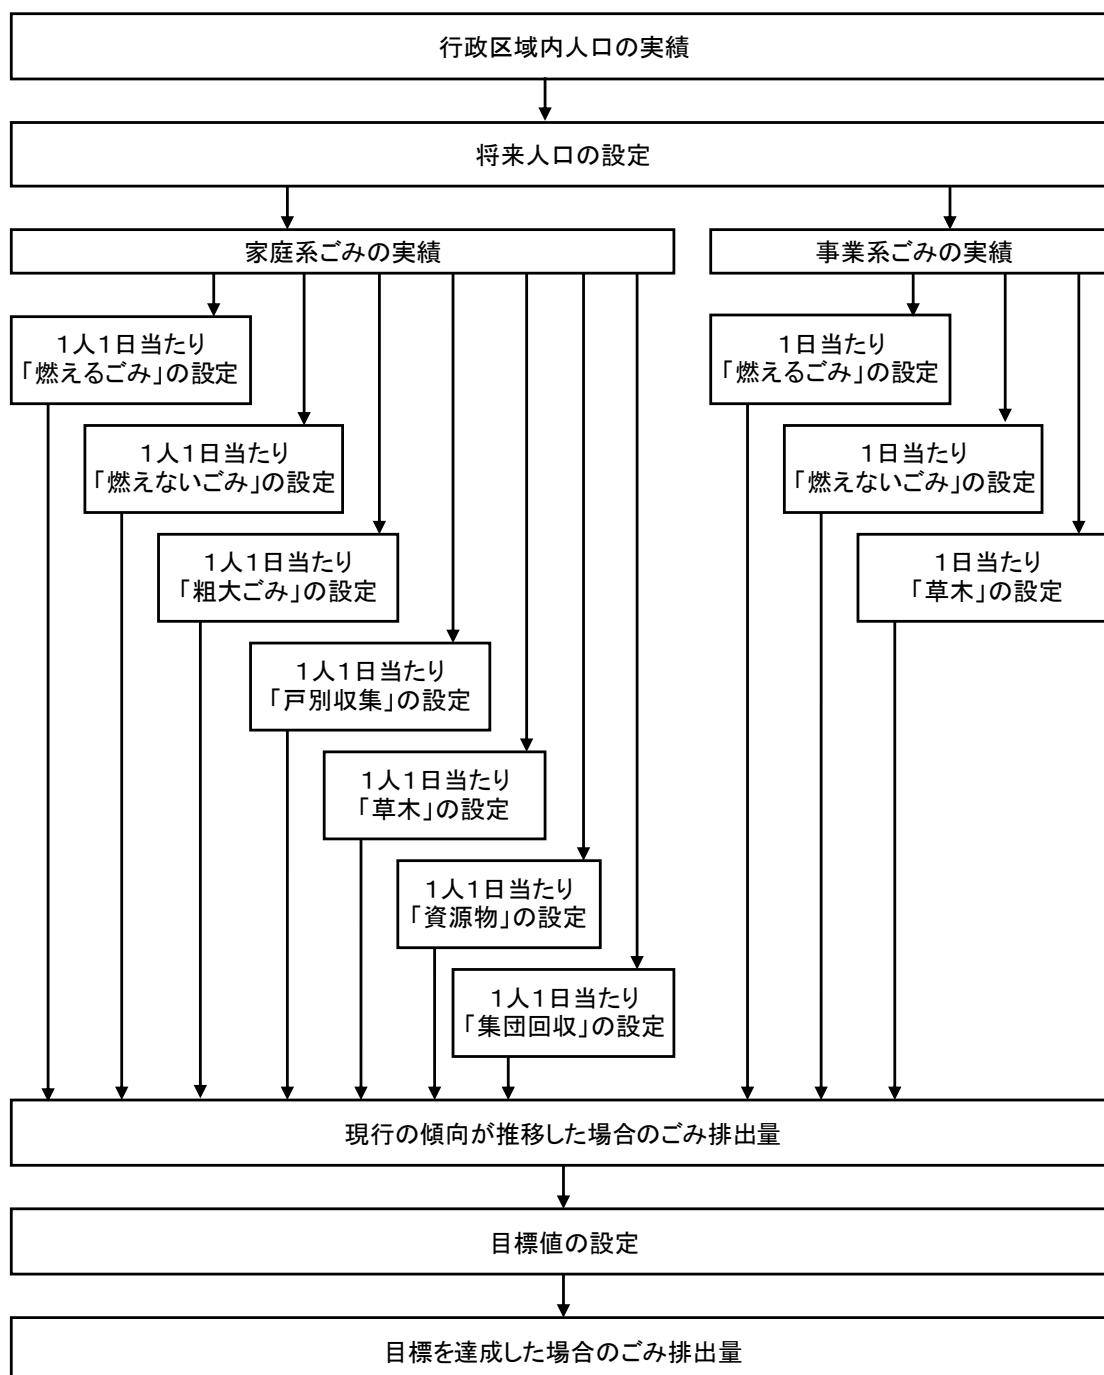 行政区域内人口の実績
将来人口の設定
家庭系ごみの実績
事業系ごみの実績
1人1日当たり
「燃えるごみ」の設定
1日当たり
「燃えるごみ」の設定
1人1日当たり
「燃えないごみ」の設定
1日当たり
「燃えないごみ」の設定
1人1日当たり
「粗大ごみ」の設定
1日当たり
「草木」の設定
1人1日当たり
「戸別収集」の設定
1人1日当たり
「草木」の設定
1人1日当たり
「資源物」の設定
1人1日当たり
「集団回収」の設定
現行の傾向が推移した場合のごみ排出量
目標値の設定
目標を達成した場合のごみ排出量